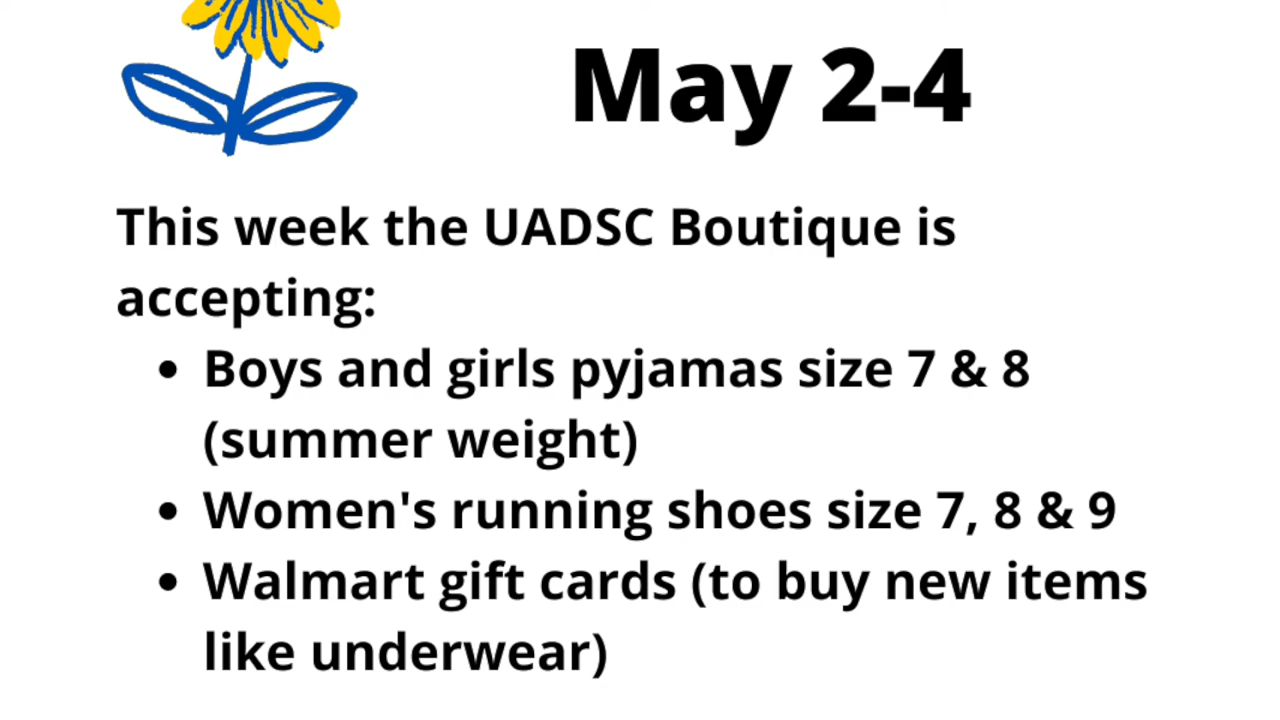 May 2-4
This week the UADSC Boutique is
accepting:
• Boys and girls pyjamas size 7 & 8
(summer weight)
• Women's running shoes size 7, 8 & 9
• Walmart gift cards (to buy new items
like underwear)